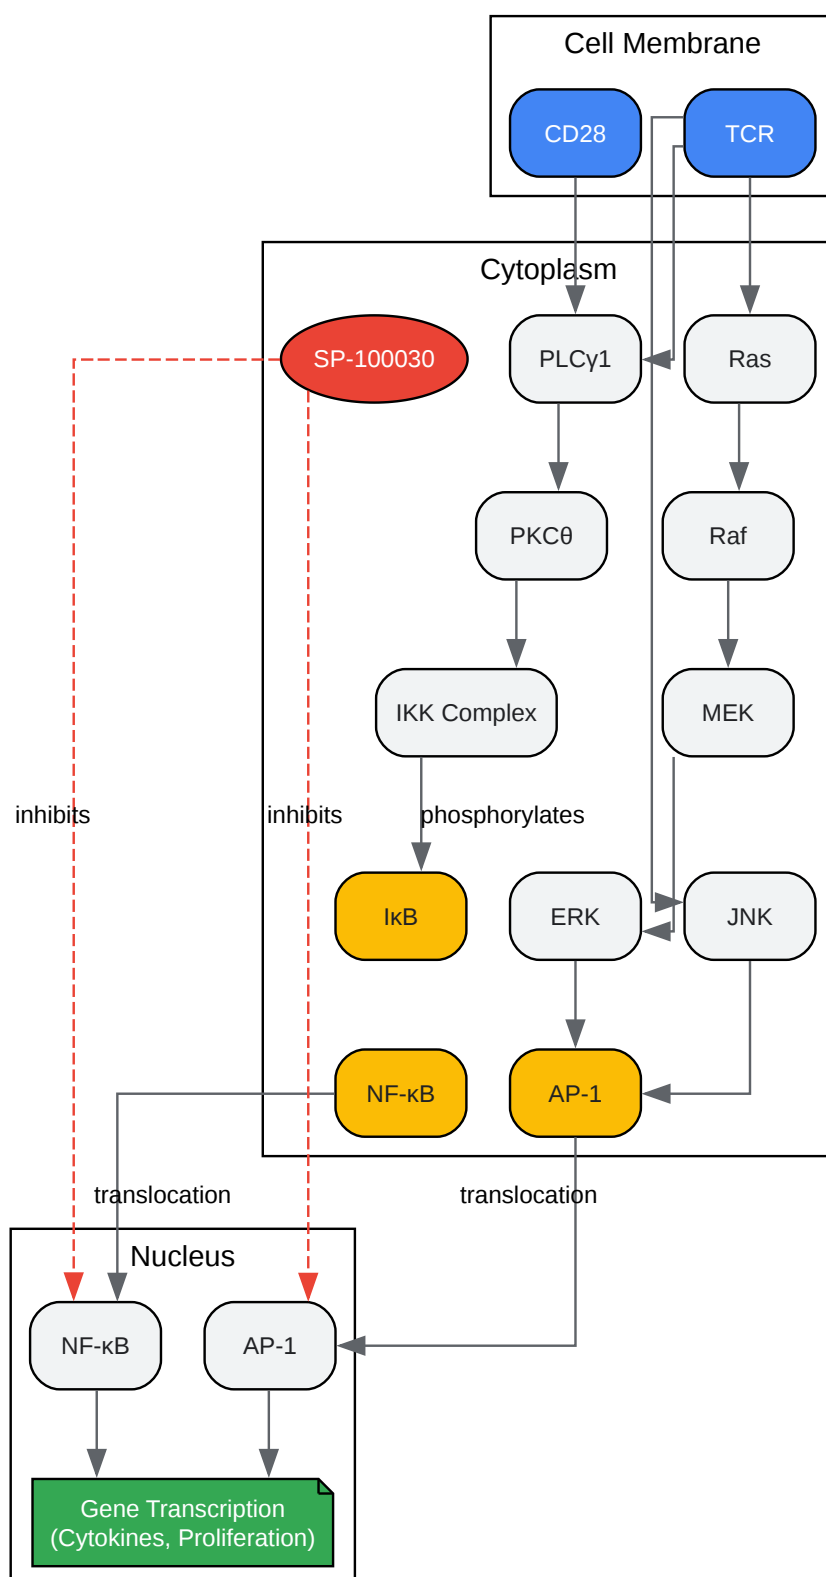 Cell Membrane
CD28
TCR
Cytoplasm
SP-100030
PLCγ1
Ras
PKCθ
Raf
IKK Complex
MEK
inhibits
inhibits
phosphorylates
IκB
ERK
JNK
NF-κB
AP-1
translocation
translocation
Nucleus
NF-κB
AP-1
Gene Transcription
(Cytokines, Proliferation)